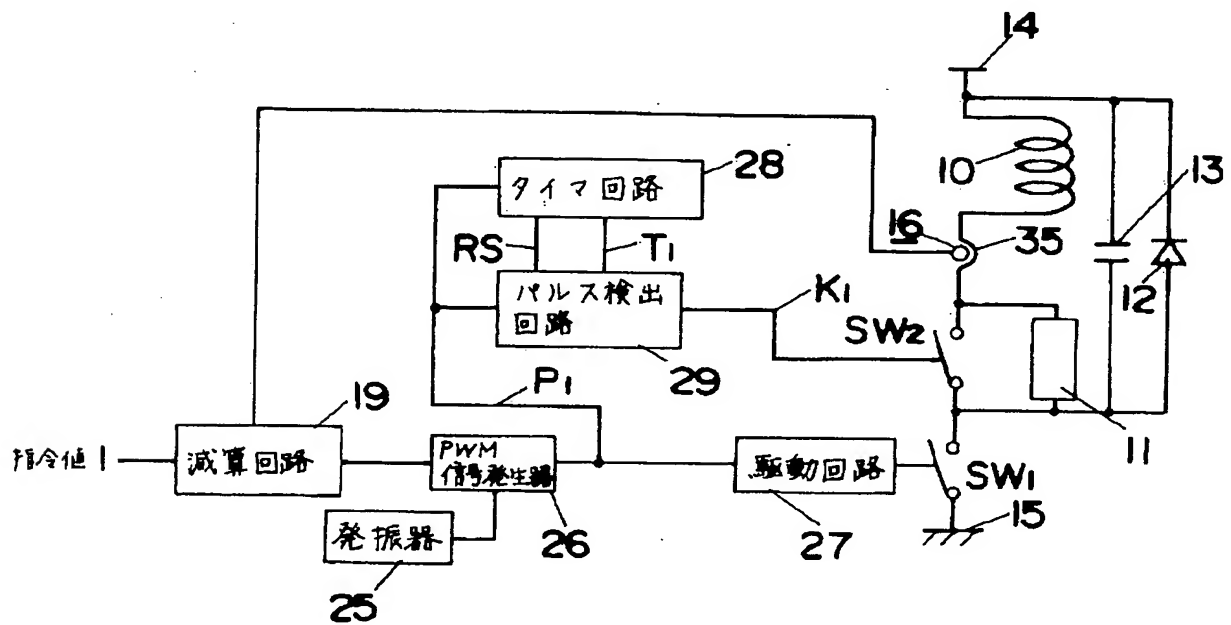 14
10
13
28
タイマ回路
16
35
RS
T1
パルス検出
回路
K1
12
SW2
29
P1
19
11
指令値 1
減算回路
PWM
信号発生器
駆動回路
SW1
15
発振器
26
27
25